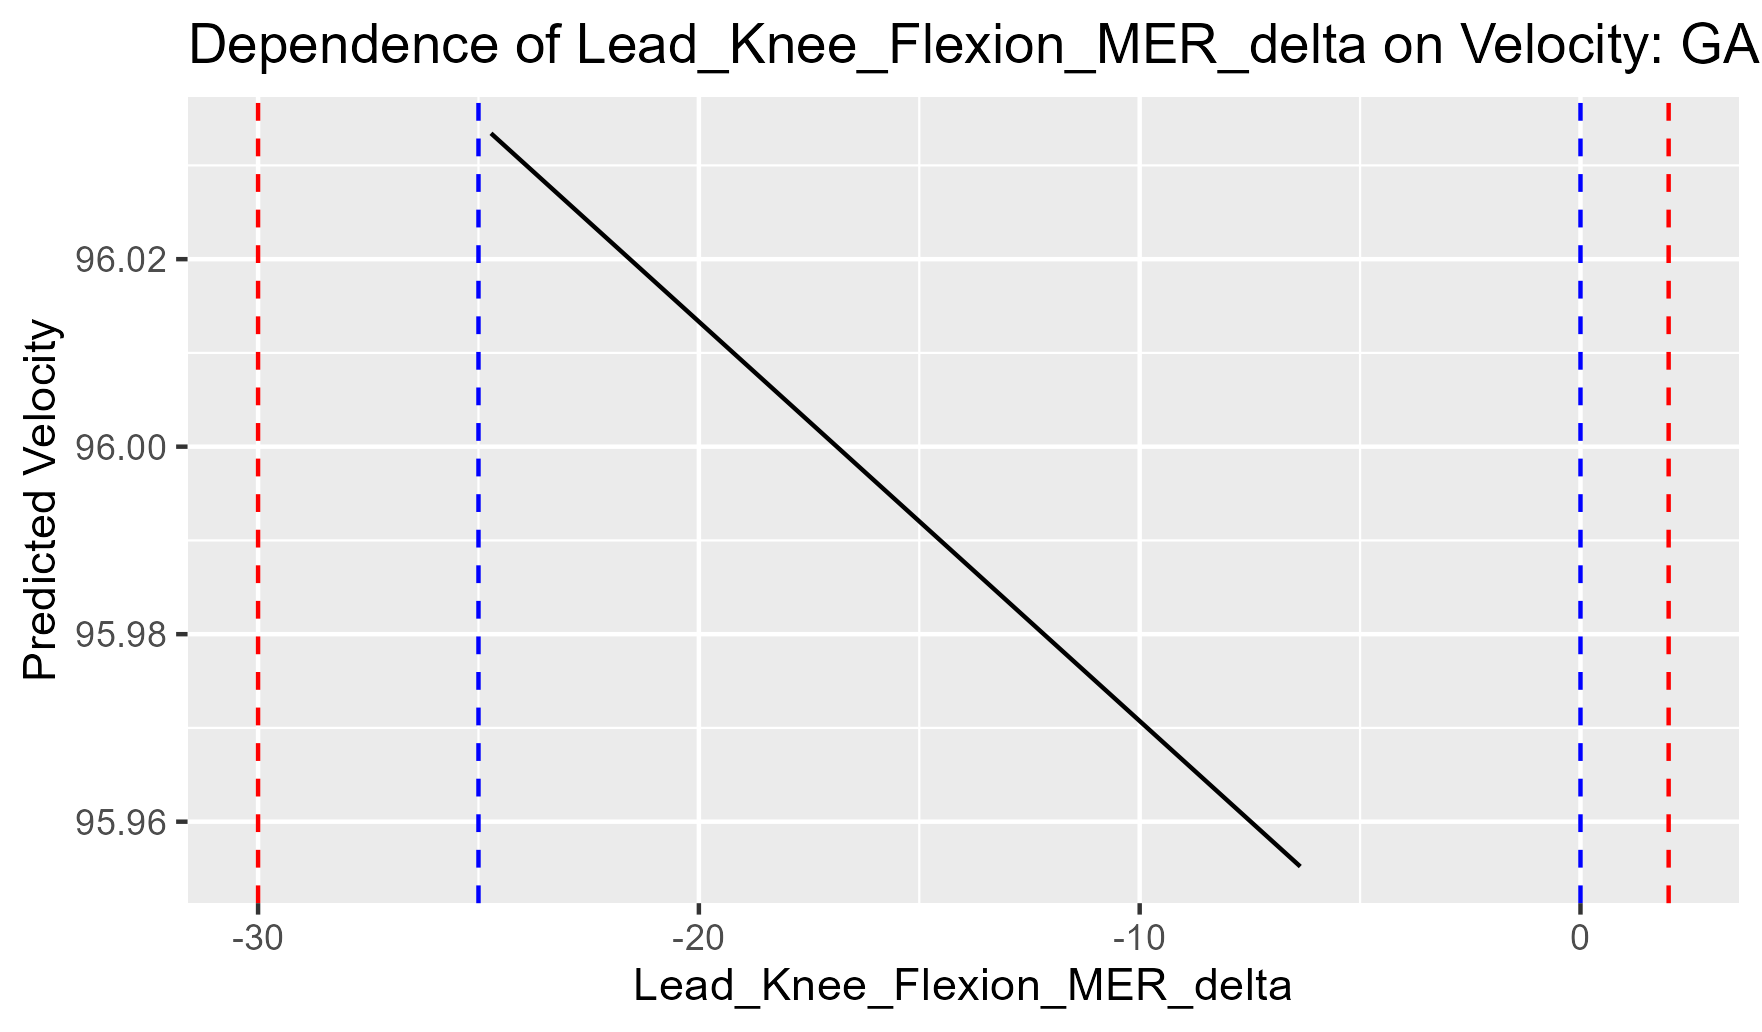 Dependence of Lead_Knee_Flexion_MER_delta on Velocity: GA
Predicted Velocity
96.02
96.00
95.98
95.96
-30
-20
-10
0
Lead_Knee_Flexion_MER_delta